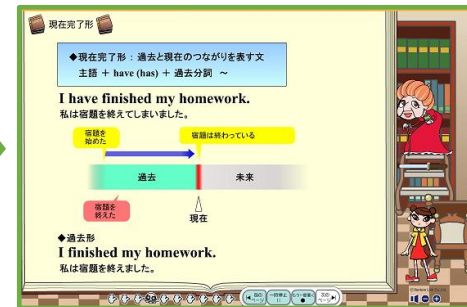 現在完了形
◆現在完了形：過去と現在のつながりを表す文
主語 ＋ have (has) ＋ 過去分詞 ～
I have finished my homework.
私は宿題を終えてしまいました。
宿題を
始めた
宿題は終わっている
過去
未来
宿題を
終えた
現在
◆過去形
I finished my homework.
私は宿題を終えました。